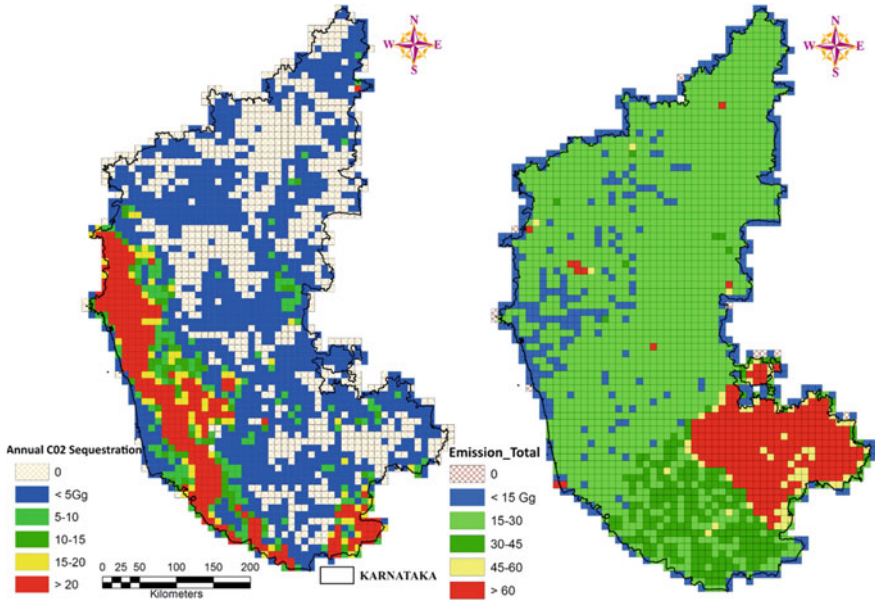 N
W E
S
N
W E
S
Annual C02 Sequestration
0
< 5Gg
5-10
10-15
15-20
> 20
0 25 50 100 150 200
Kilometers
KARNATAKA
Emission_Total
0
< 15 Gg
15-30
30-45
45-60
> 60